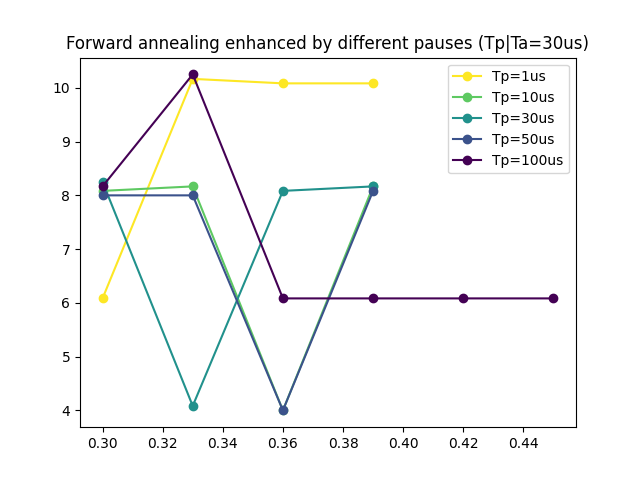 Forward annealing enhanced by different pauses (Tp|Ta=30us)
10
9
8
7
6
5
4
0.30 0.32 0.34 0.36 0.38 0.40 0.42 0.44
Tp=1us
Tp=10us
Tp=30us
Tp=50us
Tp=100us